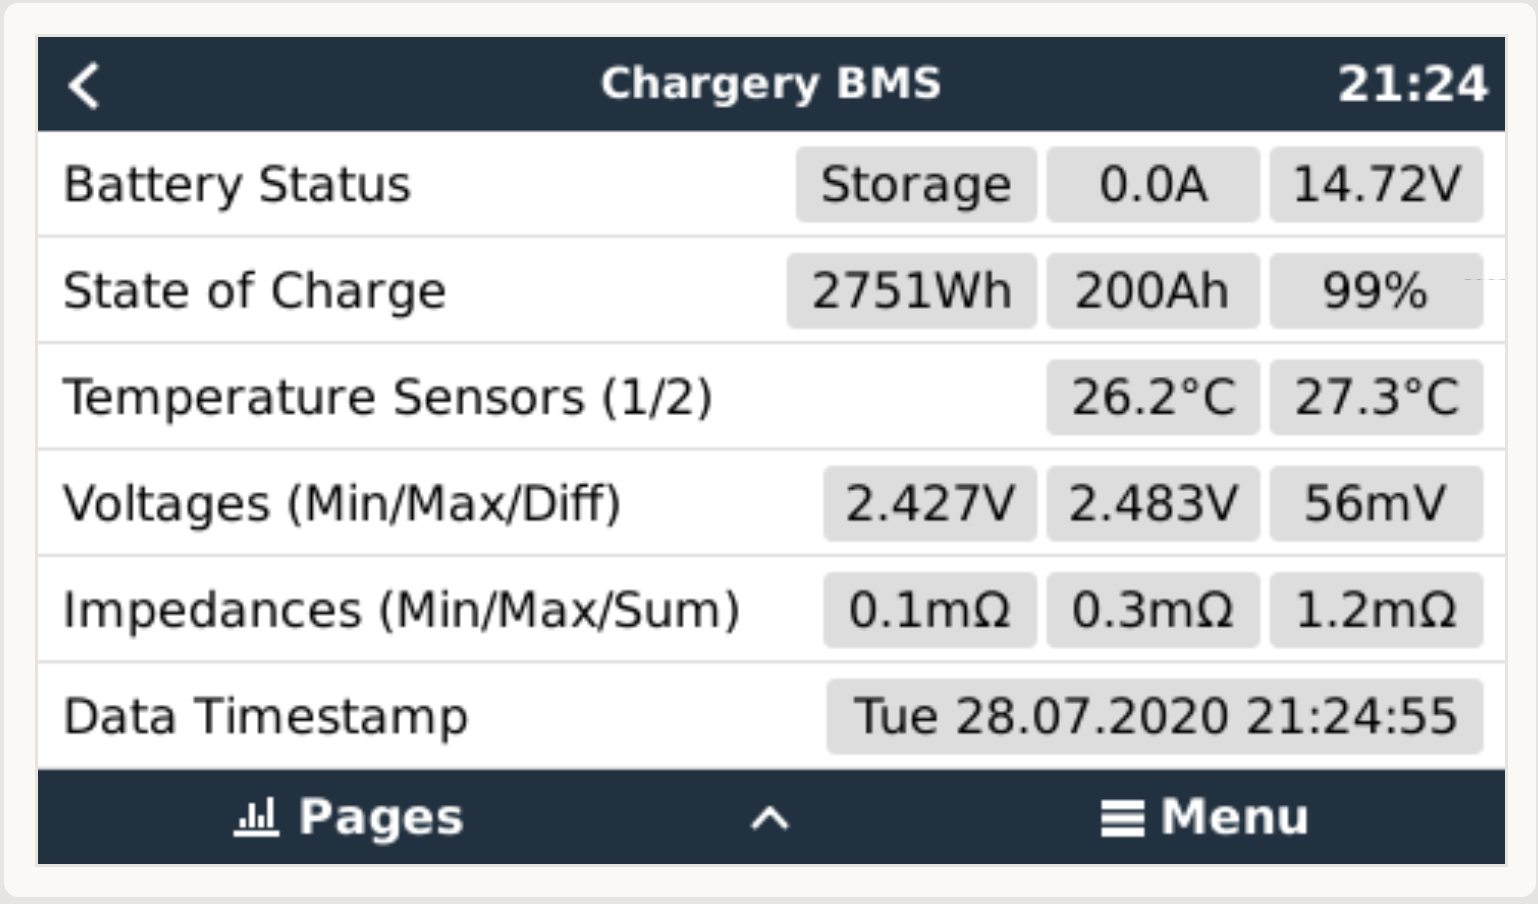 Chargery BMS 21:24
Battery Status Storage 0.0A 14.72V
State of Charge 2751Wh 200Ah 99%
Temperature Sensors (1/2) 26.2°C 27.3°C
Voltages (Min/Max/Diff) 2.427V 2.483V 56mV
Impedances (Min/Max/Sum) 0.1mΩ 0.3mΩ 1.2mΩ
Data Timestamp Tue 28.07.2020 21:24:55
Pages Menu